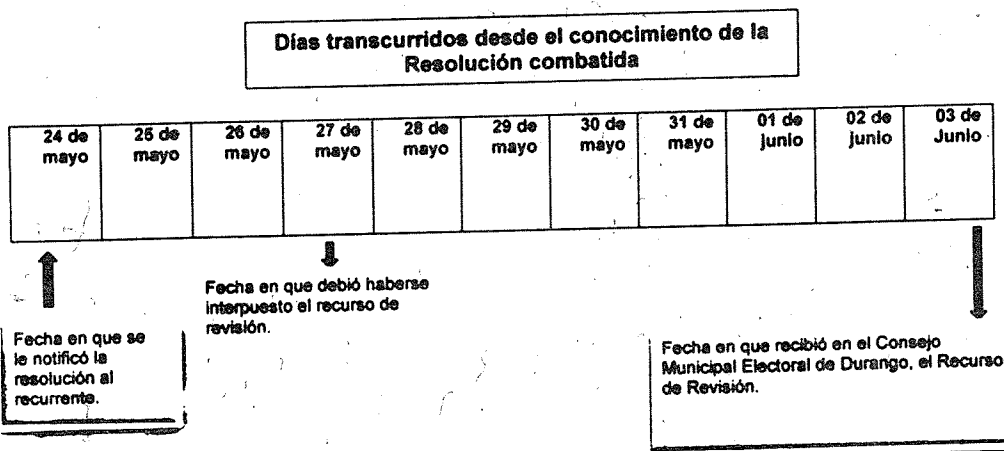 Días transcurridos desde el conocimiento de la
Resolución combatida
24 de mayo
25 de mayo
26 de mayo
27 de mayo
28 de mayo
29 de mayo
30 de mayo
31 de mayo
01 de junio
02 de junio
03 de Junio
Fecha en que se
le notificó la
resolución al
recurrente.
Fecha en que debió haberse
interpuesto el recurso de
revisión.
Fecha en que recibió en el Consejo
Municipal Electoral de Durango, el Recurso
de Revisión.